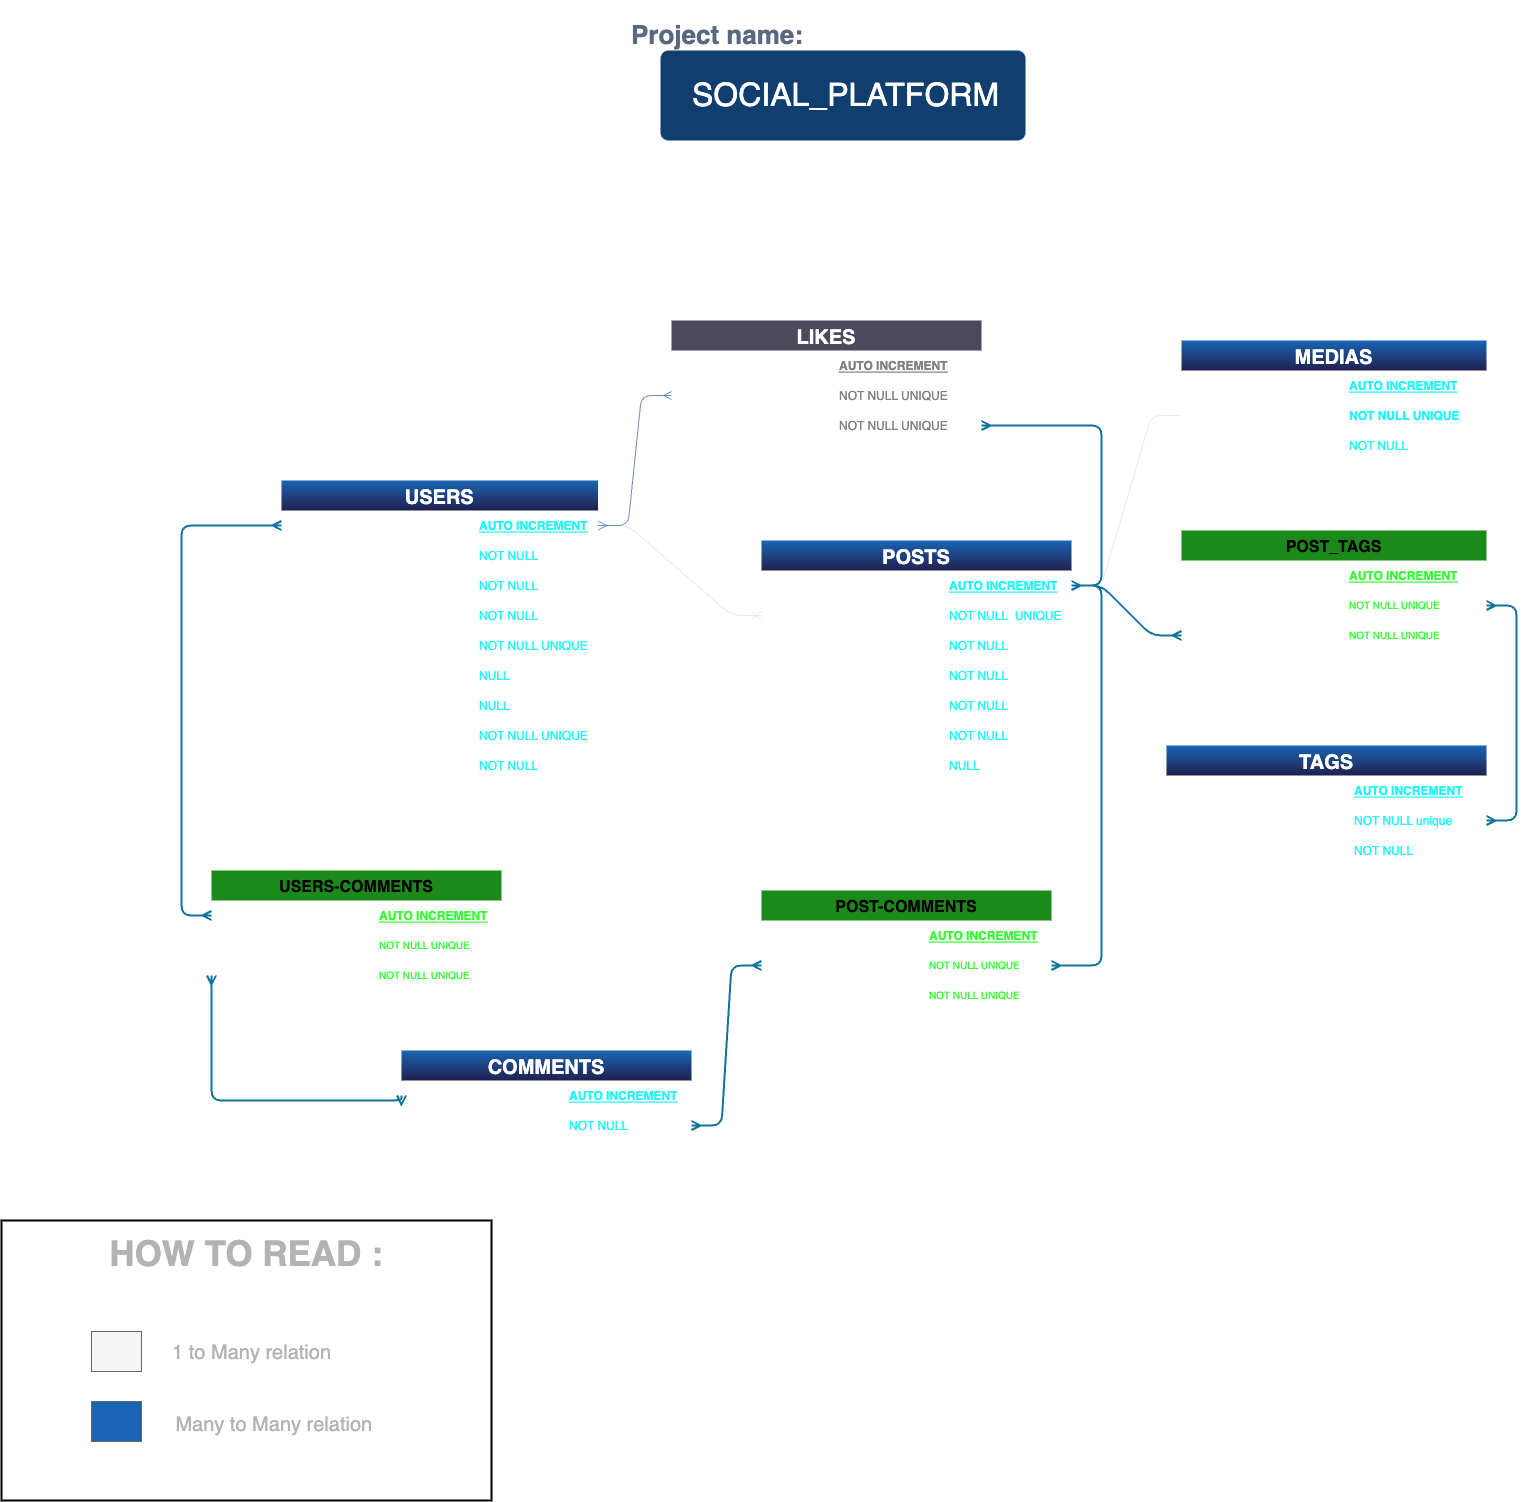 Project name:
SOCIAL_PLATFORM
LIKES
AUTO INCREMENT
NOT NULL UNIQUE
NOT NULL UNIQUE
MEDIAS
AUTO INCREMENT
NOT NULL UNIQUE
NOT NULL
USERS
AUTO INCREMENT
NOT NULL
NOT NULL
NOT NULL
NOT NULL UNIQUE
NULL
NULL
NOT NULL UNIQUE
NOT NULL
POSTS
AUTO INCREMENT
NOT NULL  UNIQUE
NOT NULL
NOT NULL
NOT NULL
NOT NULL
NULL
POST_TAGS
AUTO INCREMENT
NOT NULL UNIQUE
NOT NULL UNIQUE
TAGS
AUTO INCREMENT
NOT NULL unique
NOT NULL
USERS-COMMENTS
AUTO INCREMENT
NOT NULL UNIQUE
NOT NULL UNIQUE
POST-COMMENTS
AUTO INCREMENT
NOT NULL UNIQUE
NOT NULL UNIQUE
COMMENTS
AUTO INCREMENT
NOT NULL
HOW TO READ :
1 to Many relation
Many to Many relation